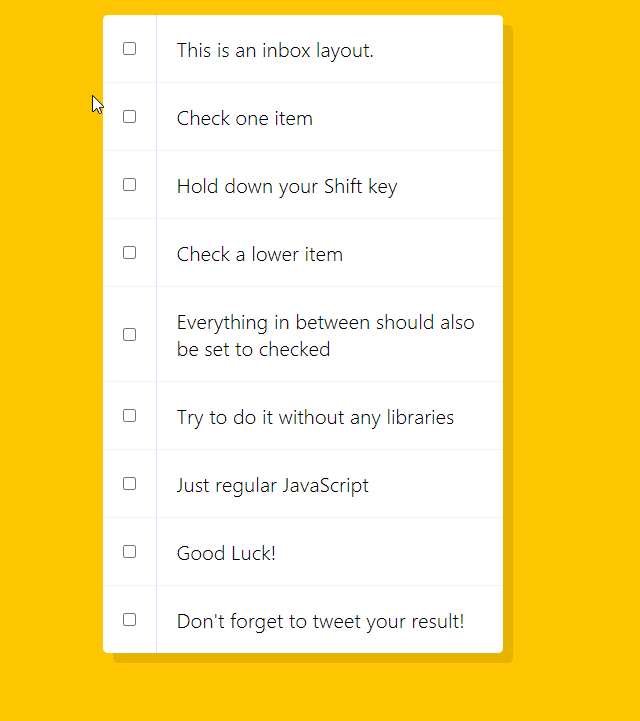 This is an inbox layout.
Check one item
Hold down your Shift key
Check a lower item
Everything in between should also
be set to checked
Try to do it without any libraries
Just regular JavaScript
Good Luck!
Don't forget to tweet your result!